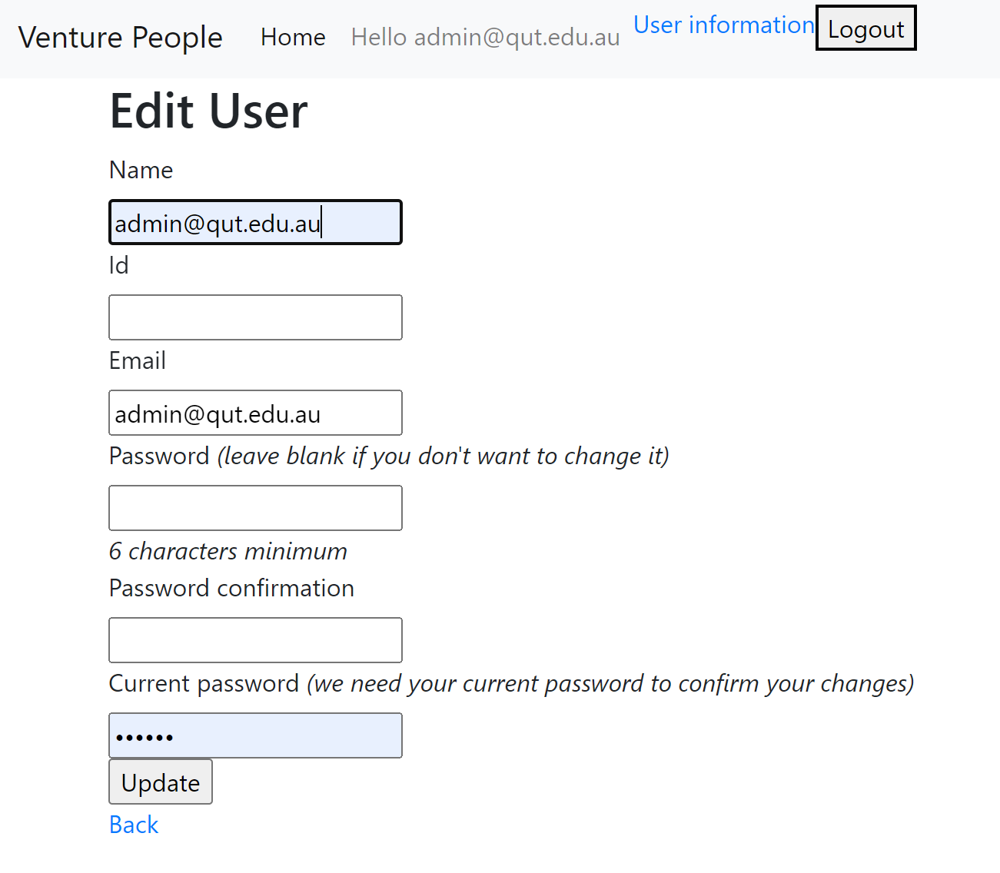 Venture People Home Hello admin@qut.edu.au User information Logout
Edit User
Name
admin@qut.edu.au
Id
Email
admin@qut.edu.au
Password (leave blank if you don't want to change it)
6 characters minimum
Password confirmation
Current password (we need your current password to confirm your changes)
••••••
Update
Back